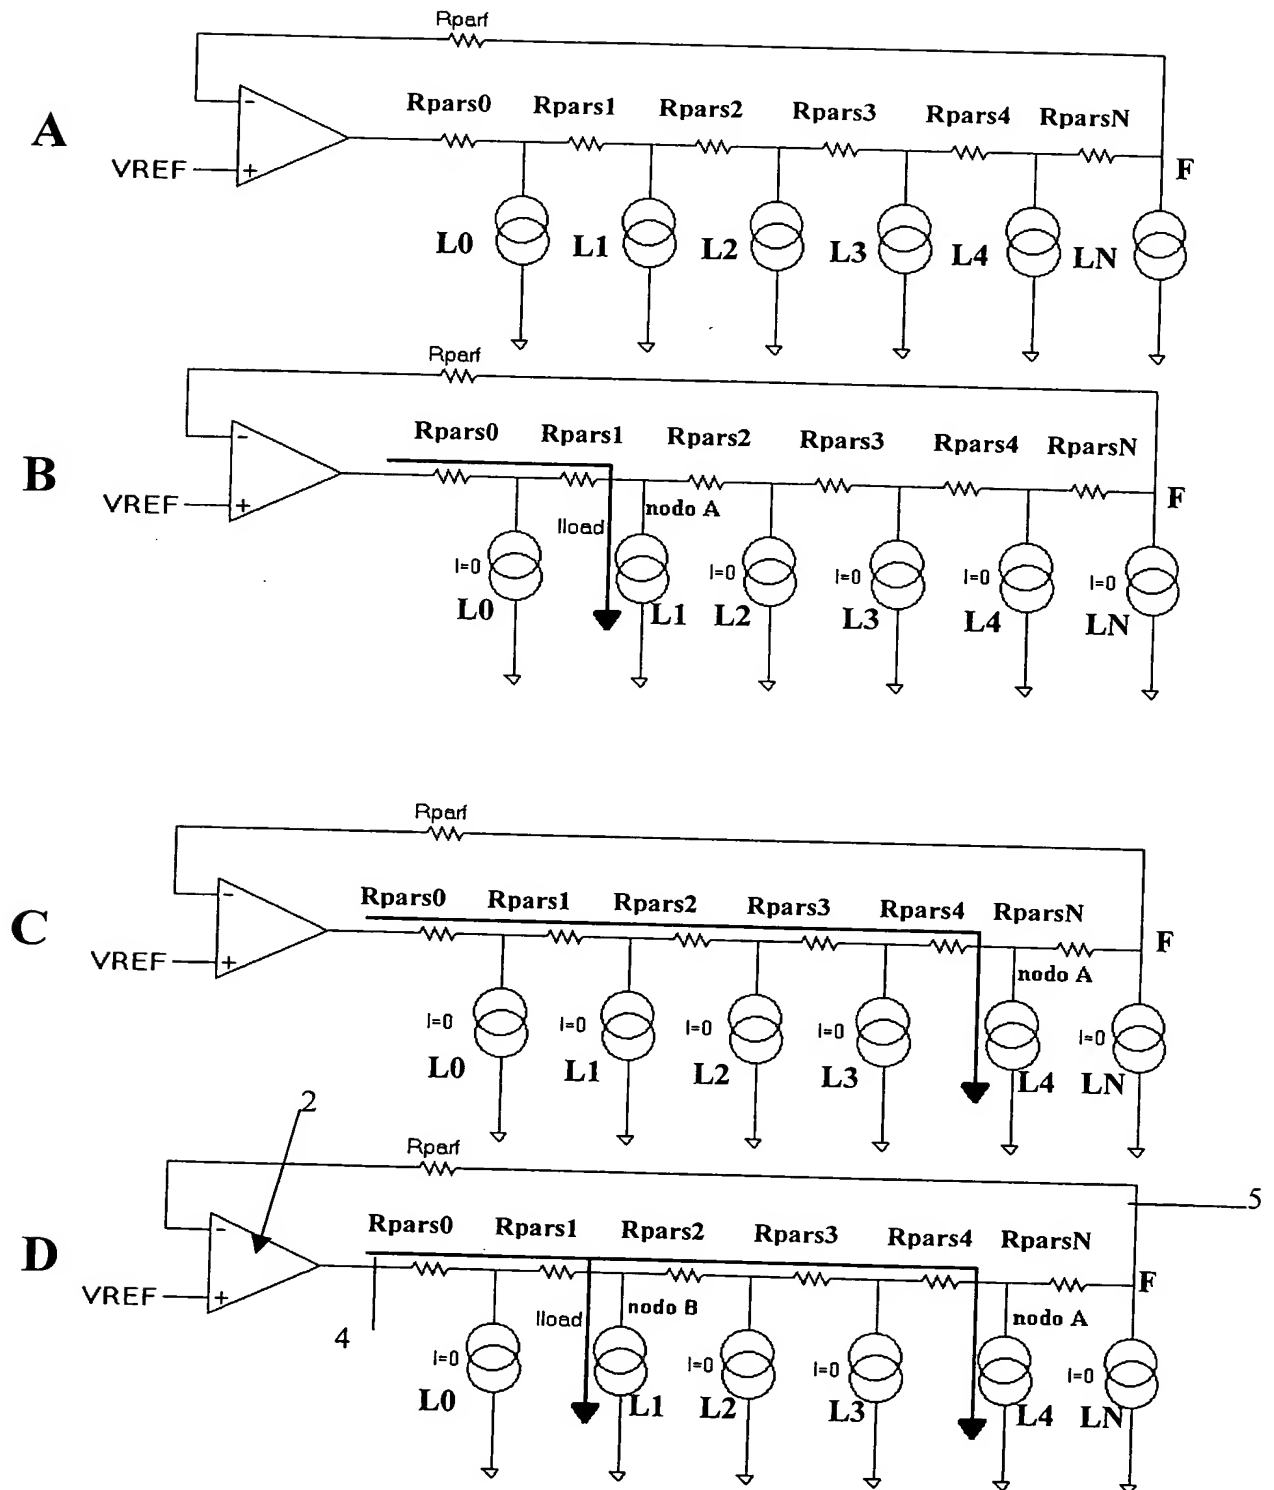 Rparf
A
Rpars0 Rpars1 Rpars2 Rpars3 Rpars4 RparsN
-
VREF + F
L0 L1 L2 L3 L4 LN
Rparf
B
Rpars0 Rpars1 Rpars2 Rpars3 Rpars4 RparsN
-
VREF + F
Iload nodo A
I=0 I=0 I=0 I=0 I=0
L0 L1 L2 L3 L4 LN
Rparf
C
Rpars0 Rpars1 Rpars2 Rpars3 Rpars4 RparsN
-
VREF + F
nodo A
I=0 I=0 I=0 I=0 I=0
L0 L1 L2 L3 L4 LN
2
Rparf
5
D
Rpars0 Rpars1 Rpars2 Rpars3 Rpars4 RparsN
-
VREF + F
4 Iload nodo B nodo A
I=0 I=0 I=0 I=0
L0 L1 L2 L3 L4 LN